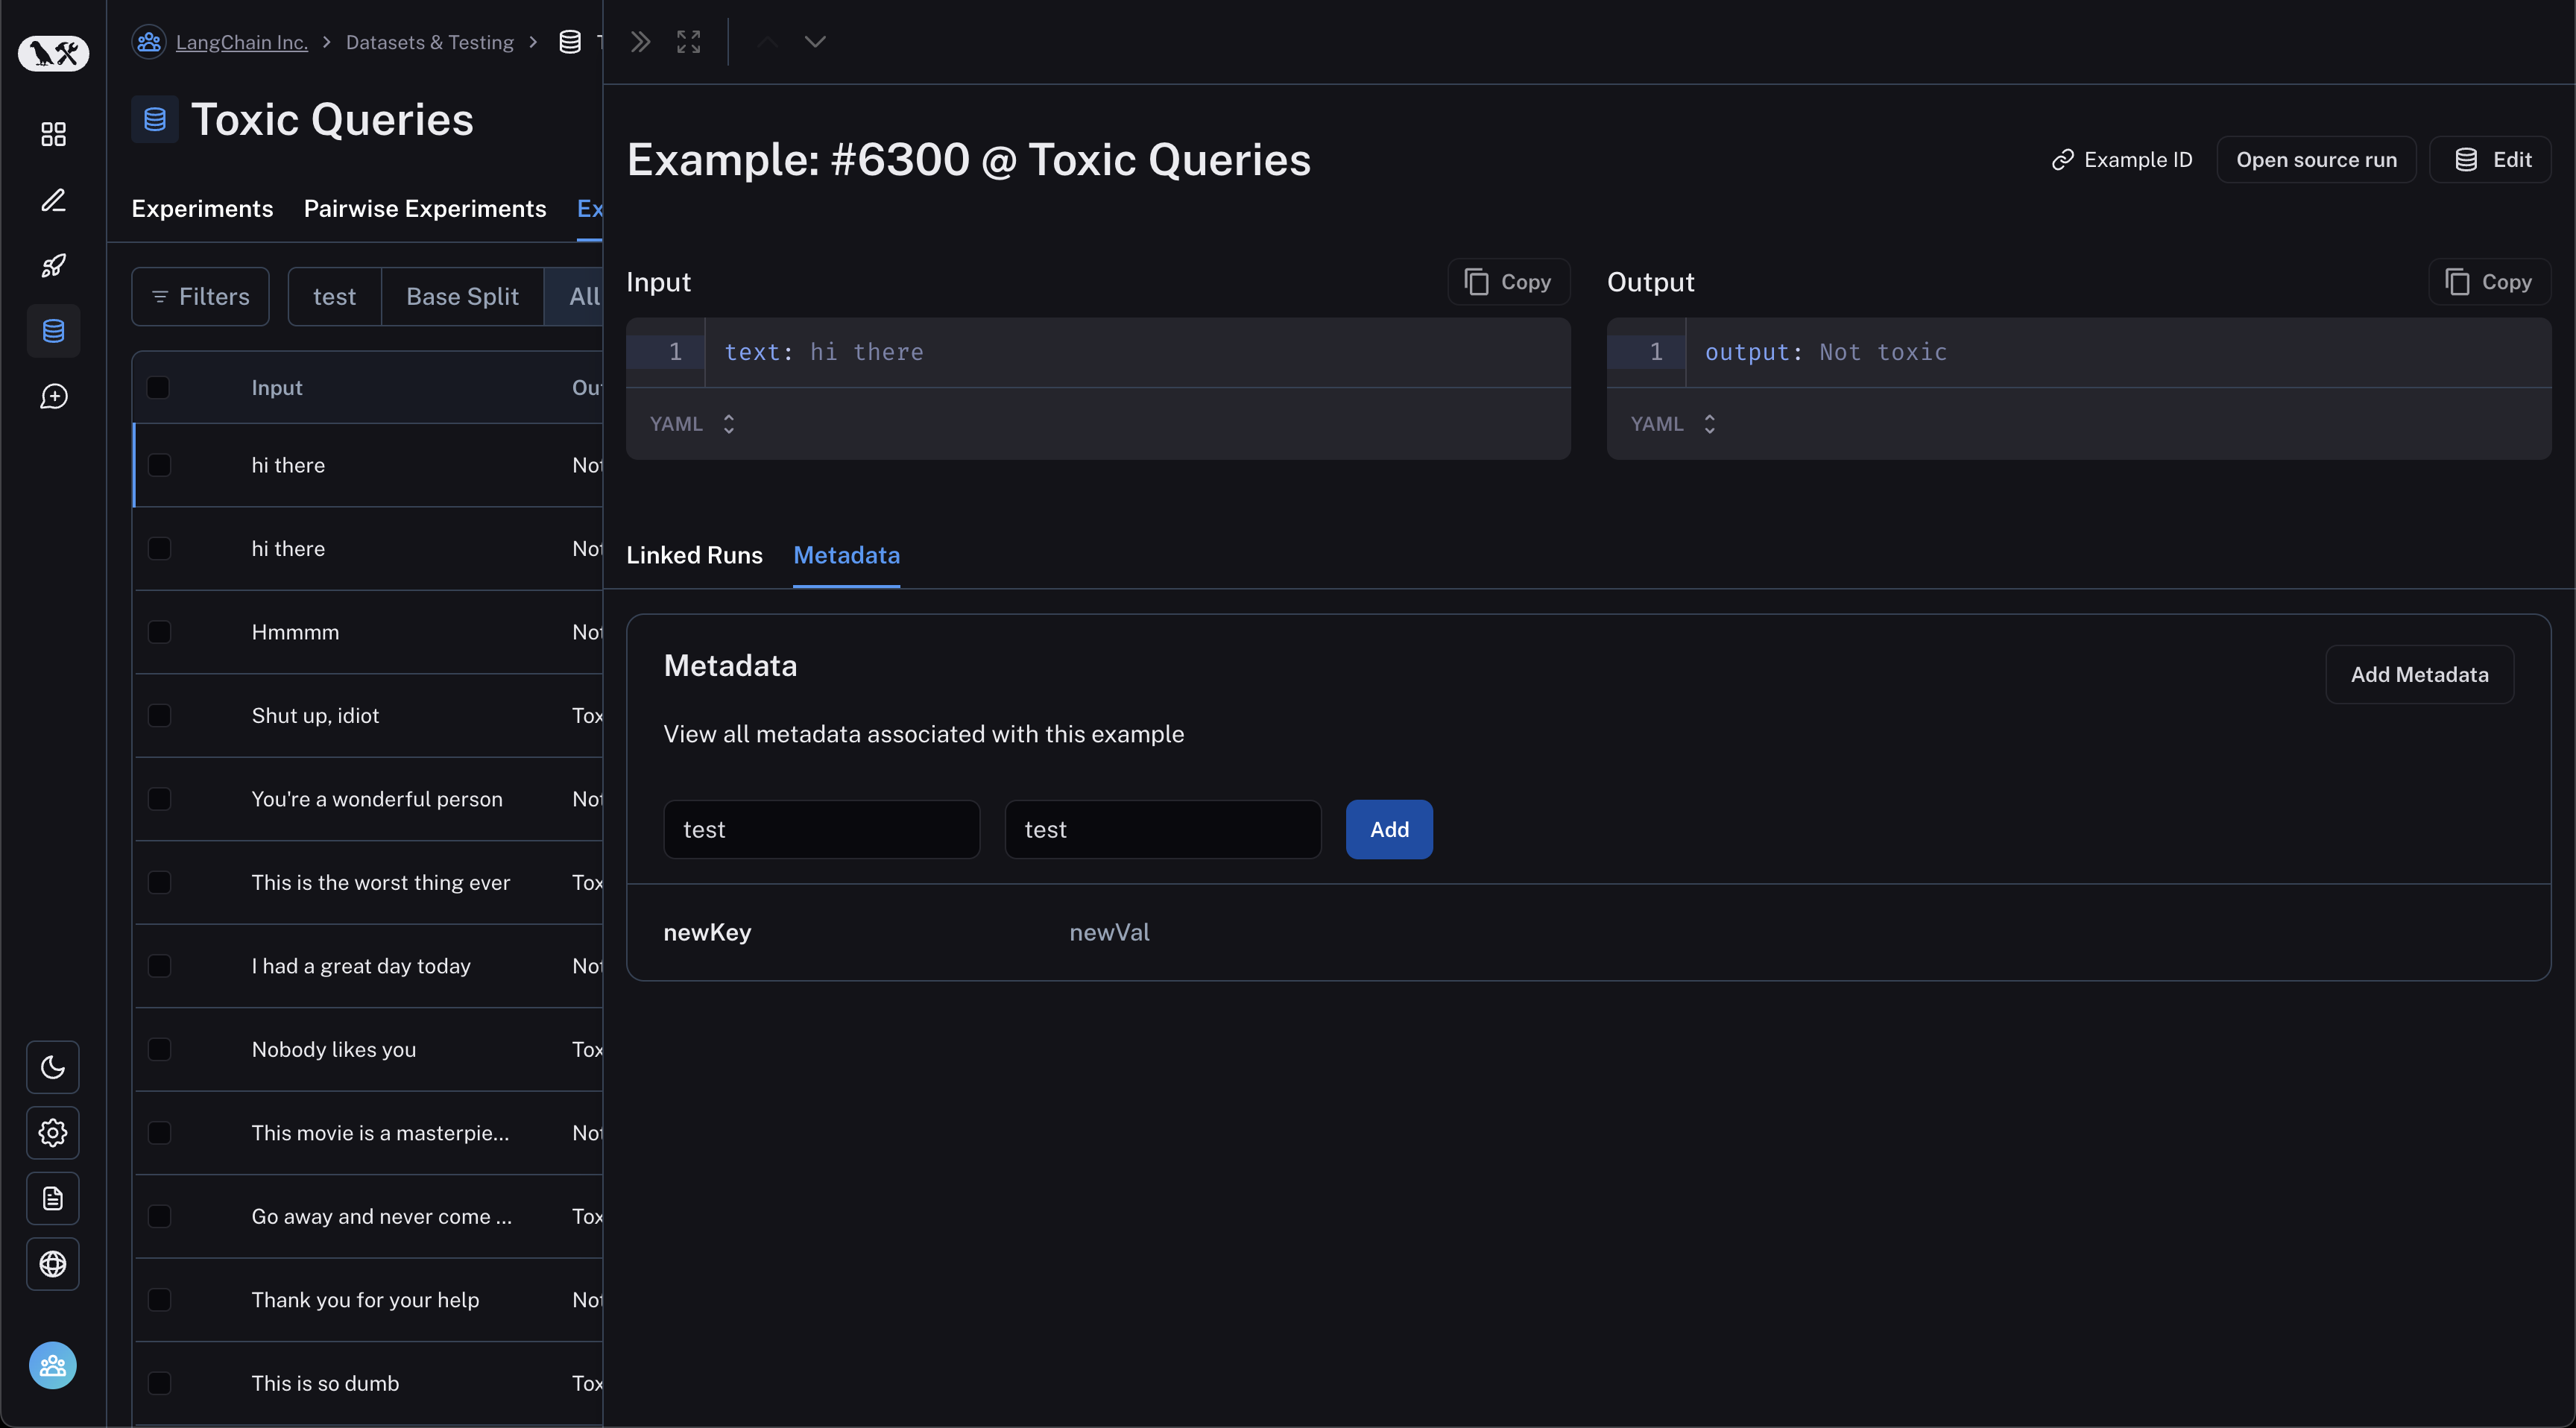 LangChain Inc. > Datasets & Testing >
Toxic Queries
Experiments Pairwise Experiments Ex
Filters test Base Split All
Input Out
hi there Not
hi there Not
Hmmmm Not
Shut up, idiot Tox
You're a wonderful person Not
This is the worst thing ever Tox
I had a great day today Not
Nobody likes you Tox
This movie is a masterpie... Not
Go away and never come ... Tox
Thank you for your help Not
This is so dumb Tox
Example: #6300 @ Toxic Queries
Example ID Open source run Edit
Input Copy
1 text: hi there
YAML
Output Copy
1 output: Not toxic
YAML
Linked Runs Metadata
Metadata
Add Metadata
View all metadata associated with this example
test test Add
newKey newVal